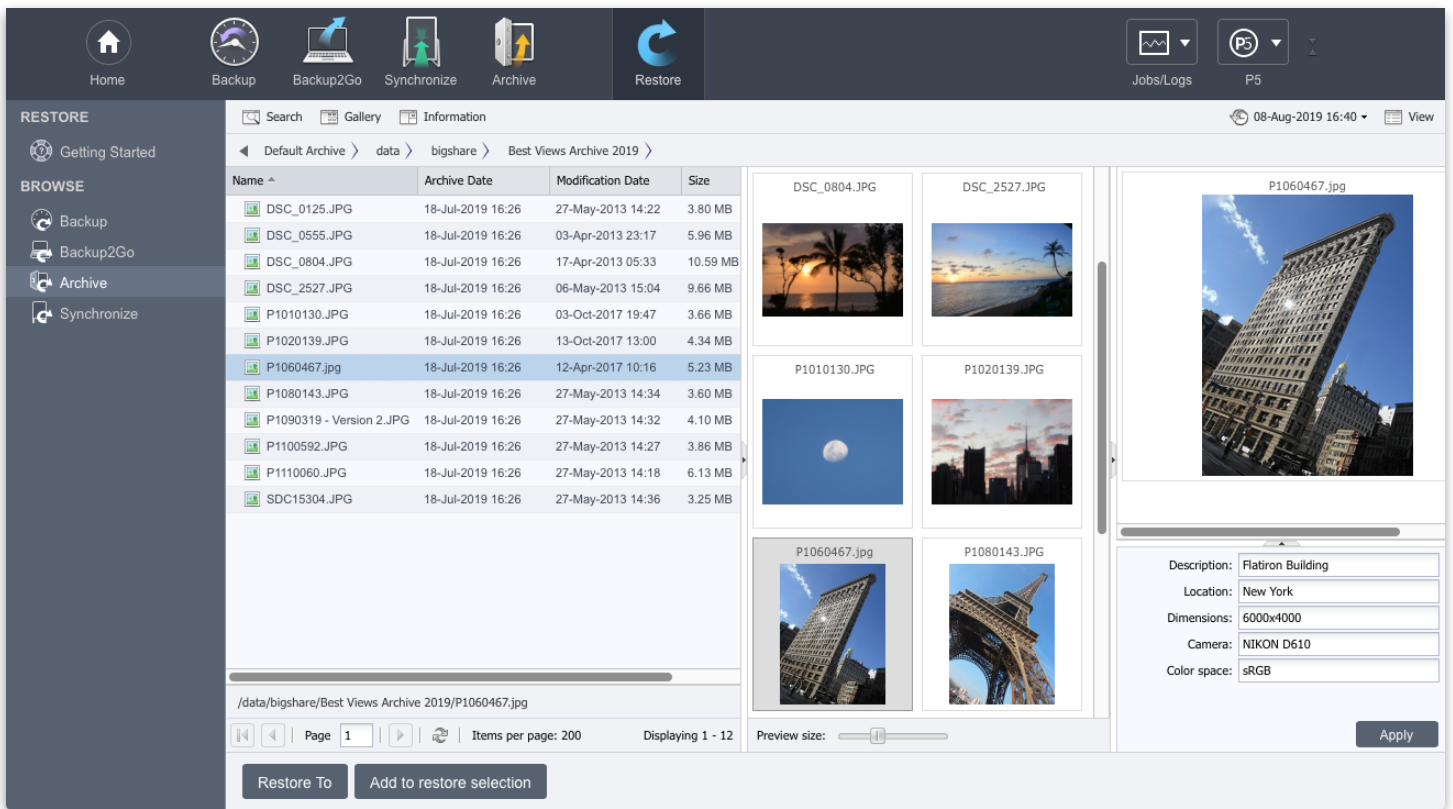 Home
Backup
Backup2Go
Synchronize
Archive
Restore
Jobs/Logs
P5
P5
RESTORE
Getting Started
BROWSE
Backup
Backup2Go
Archive
Synchronize
Search Gallery Information
08-Aug-2019 16:40 View
Default Archive data bigshare Best Views Archive 2019
Name Archive Date Modification Date Size
DSC_0125.JPG 18-Jul-2019 16:26 27-May-2013 14:22 3.80 MB
DSC_0555.JPG 18-Jul-2019 16:26 03-Apr-2013 23:17 5.96 MB
DSC_0804.JPG 18-Jul-2019 16:26 17-Apr-2013 05:33 10.59 MB
DSC_2527.JPG 18-Jul-2019 16:26 06-May-2013 15:04 9.66 MB
P1010130.JPG 18-Jul-2019 16:26 03-Oct-2017 19:47 3.66 MB
P1020139.JPG 18-Jul-2019 16:26 13-Oct-2017 13:00 4.34 MB
P1060467.jpg 18-Jul-2019 16:26 12-Apr-2017 10:16 5.23 MB
P1080143.JPG 18-Jul-2019 16:26 27-May-2013 14:34 3.60 MB
P1090319 - Version 2.JPG 18-Jul-2019 16:26 27-May-2013 14:32 4.10 MB
P1100592.JPG 18-Jul-2019 16:26 27-May-2013 14:27 3.86 MB
P1110060.JPG 18-Jul-2019 16:26 27-May-2013 14:18 6.13 MB
SDC15304.JPG 18-Jul-2019 16:26 27-May-2013 14:36 3.25 MB
/data/bigshare/Best Views Archive 2019/P1060467.jpg
Page 1 Items per page: 200 Displaying 1 - 12
DSC_0804.JPG DSC_2527.JPG
P1010130.JPG P1020139.JPG
P1060467.jpg P1080143.JPG
Preview size:
P1060467.jpg
Description: Flatiron Building
Location: New York
Dimensions: 6000x4000
Camera: NIKON D610
Color space: sRGB
Apply
Restore To Add to restore selection